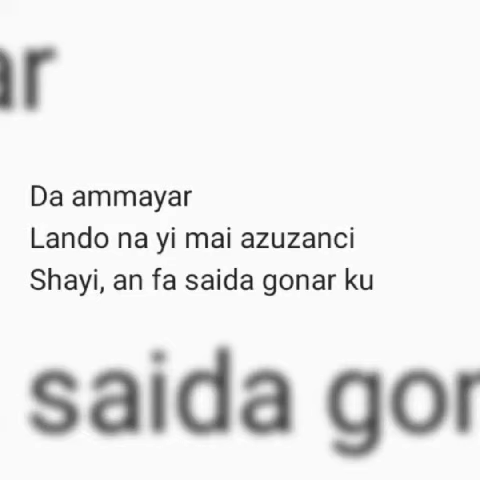 ar
Da ammayar
Lando na yi mai azuzanci
Shayi, an fa saida gonar ku
saida gor